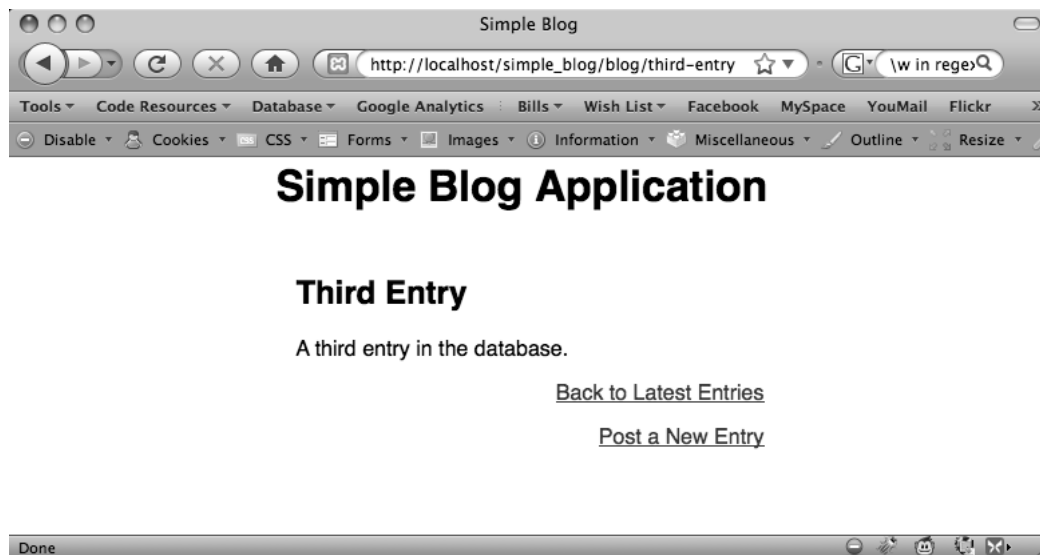 Simple Blog
http://localhost/simple_blog/blog/third-entry G \w in regex
Tools Code Resources Database Google Analytics Bills Wish List Facebook MySpace YouMail Flickr »
Disable Cookies CSS CSS Forms Images Information Miscellaneous Outline Resize
Simple Blog Application
Third Entry
A third entry in the database.
Back to Latest Entries
Post a New Entry
Done